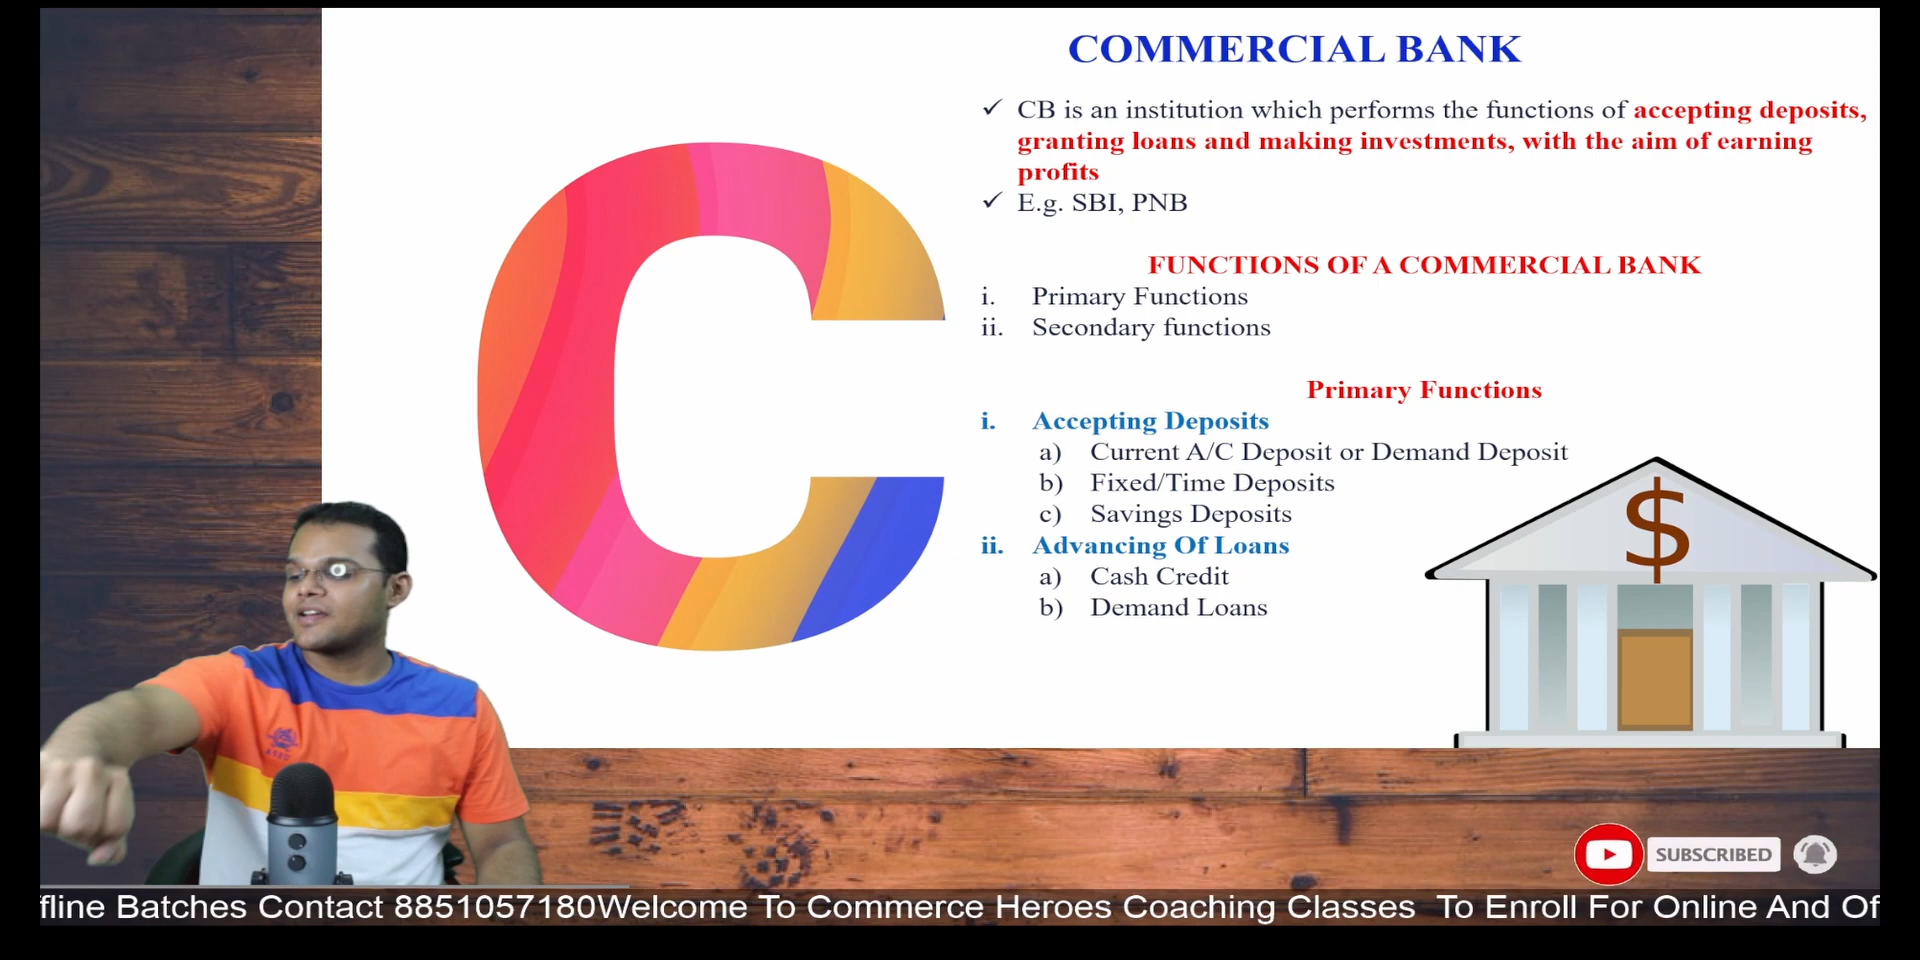 COMMERCIAL BANK
✓ CB is an institution which performs the functions of accepting deposits,
granting loans and making investments, with the aim of earning
profits
✓ E.g. SBI, PNB
FUNCTIONS OF A COMMERCIAL BANK
i. Primary Functions
ii. Secondary functions
Primary Functions
i. Accepting Deposits
a) Current A/C Deposit or Demand Deposit
b) Fixed/Time Deposits
c) Savings Deposits
ii. Advancing Of Loans
a) Cash Credit
b) Demand Loans
C
$
SUBSCRIBED
fline Batches Contact 8851057180Welcome To Commerce Heroes Coaching Classes To Enroll For Online And Of